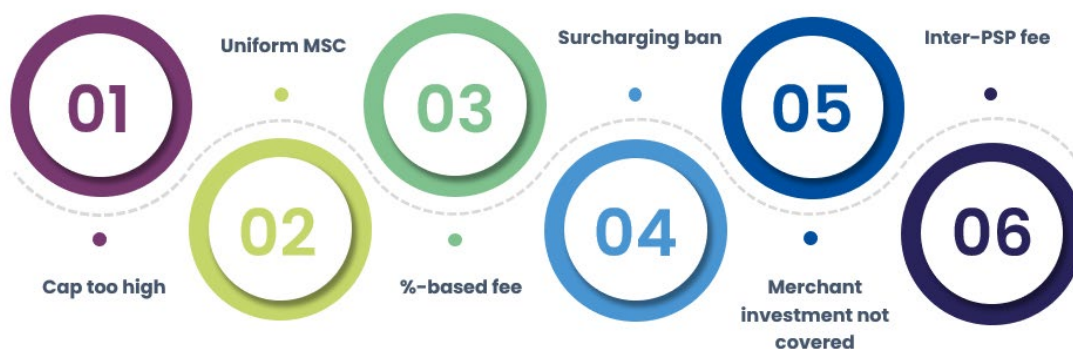 01
Cap too high
02
Uniform MSC
03
%-based fee
04
Surcharging ban
05
Merchant
investment not
covered
06
Inter-PSP fee